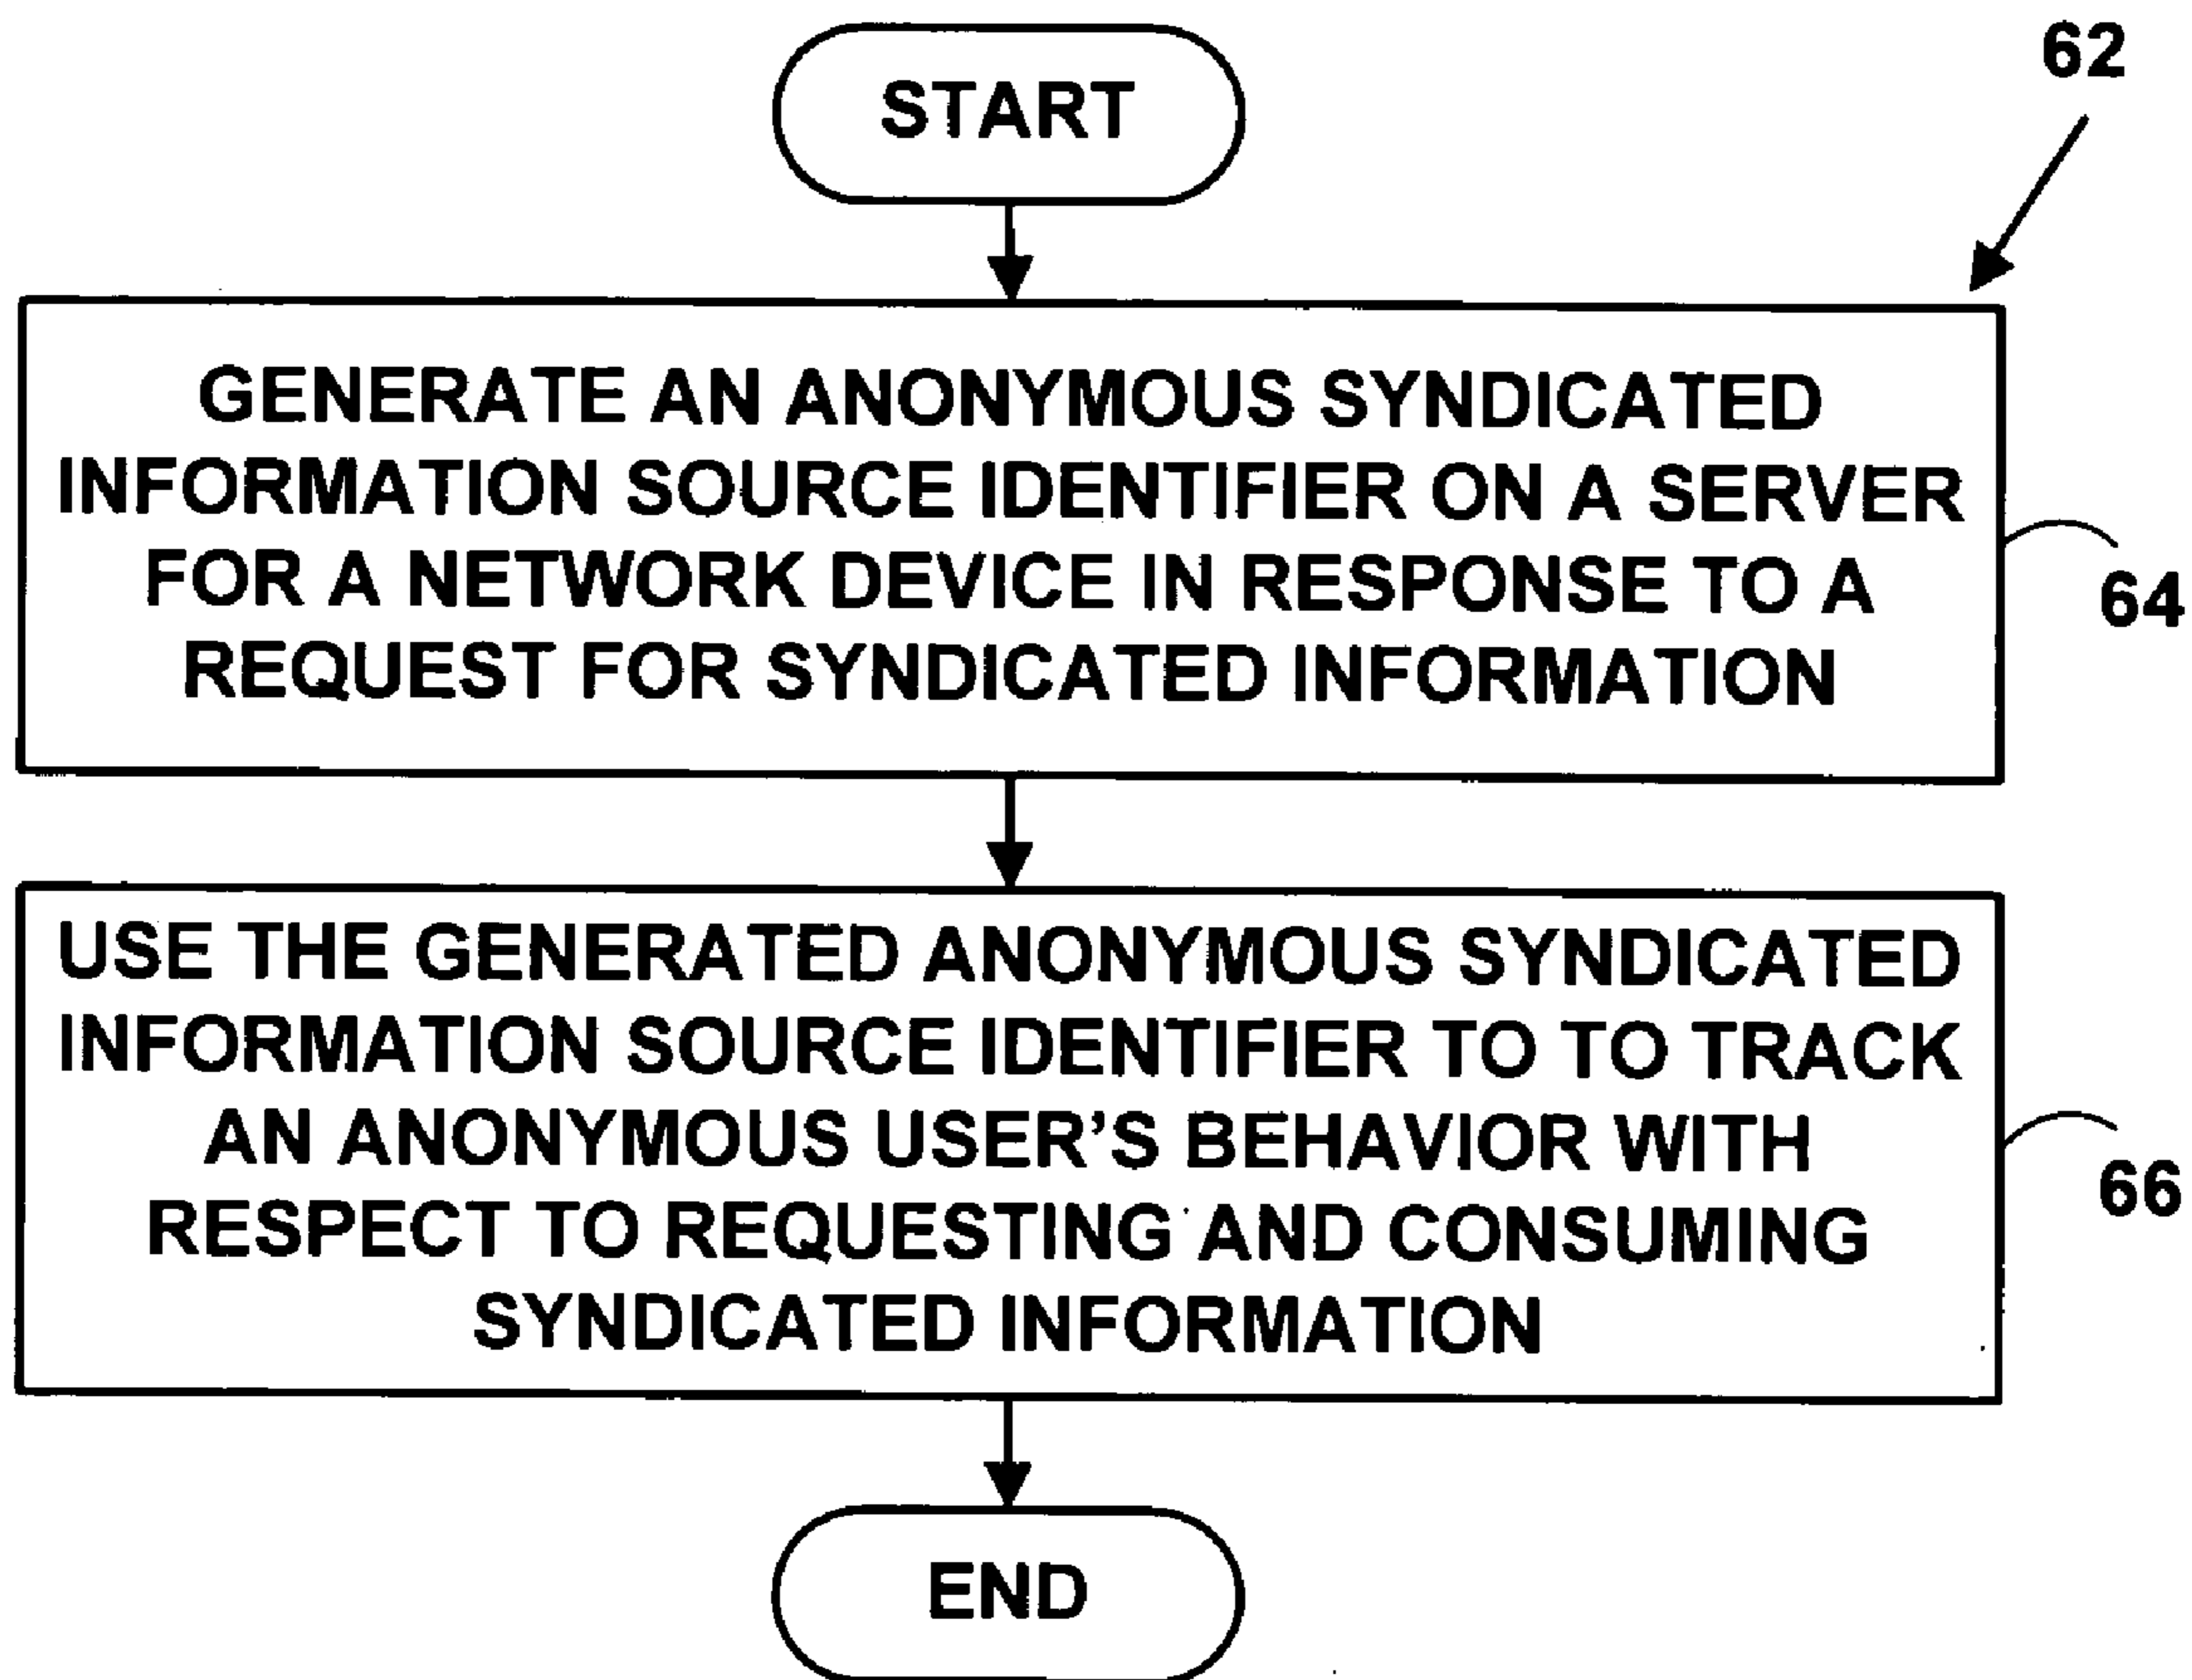 START
62
GENERATE AN ANONYMOUS SYNDICATED
INFORMATION SOURCE IDENTIFIER ON A SERVER
FOR A NETWORK DEVICE IN RESPONSE TO A
REQUEST FOR SYNDICATED INFORMATION
64
USE THE GENERATED ANONYMOUS SYNDICATED
INFORMATION SOURCE IDENTIFIER TO TO TRACK
AN ANONYMOUS USER'S BEHAVIOR WITH
RESPECT TO REQUESTING AND CONSUMING
SYNDICATED INFORMATION
66
END